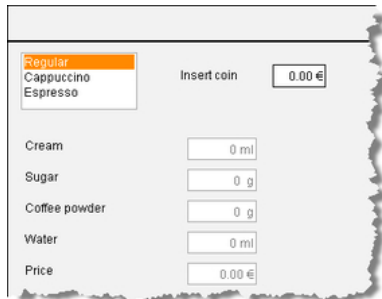 Regular
Cappuccino
Espresso
Insert coin 0.00 €
Cream 0 ml
Sugar 0 g
Coffee powder 0 g
Water 0 ml
Price 0.00 €